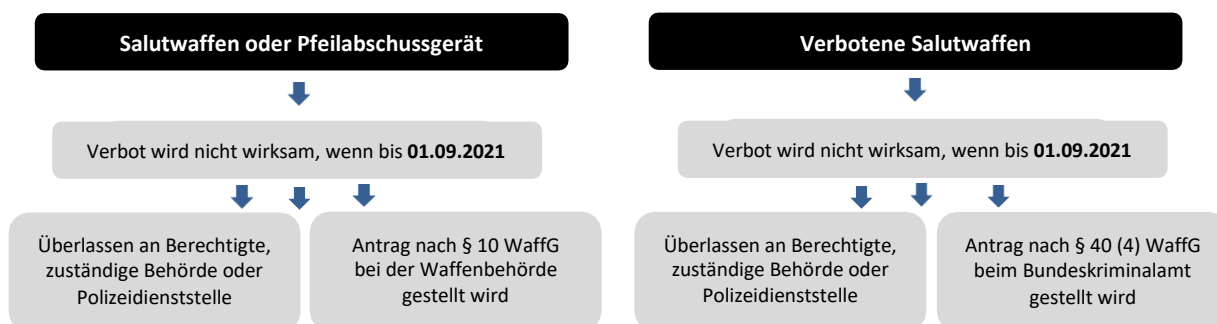 Salutwaffen oder Pfeilabschussgerät
Verbot wird nicht wirksam, wenn bis 01.09.2021
Überlassen an Berechtigte,
zuständige Behörde oder
Polizeidienststelle
Antrag nach § 10 WaffG
bei der Waffenbehörde
gestellt wird
Verbotene Salutwaffen
Verbot wird nicht wirksam, wenn bis 01.09.2021
Überlassen an Berechtigte,
zuständige Behörde oder
Polizeidienststelle
Antrag nach § 40 (4) WaffG
beim Bundeskriminalamt
gestellt wird